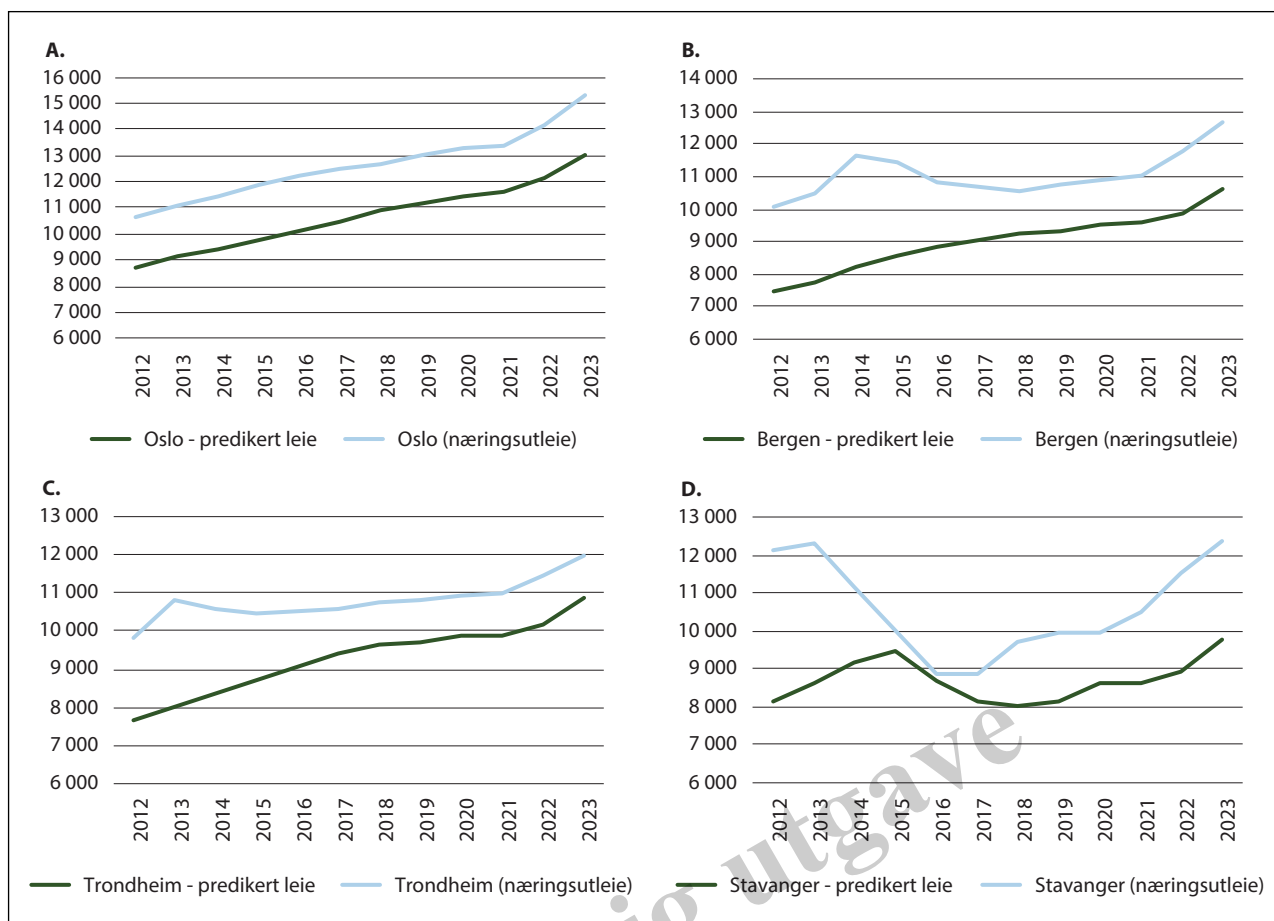 A.
16 000
15 000
14 000
13 000
12 000
11 000
10 000
9 000
8 000
7 000
6 000
2012 2013 2014 2015 2016 2017 2018 2019 2020 2021 2022 2023
Oslo - predikert leie Oslo (næringsutleie)
B.
14 000
13 000
12 000
11 000
10 000
9 000
8 000
7 000
6 000
2012 2013 2014 2015 2016 2017 2018 2019 2020 2021 2022 2023
Bergen - predikert leie Bergen (næringsutleie)
C.
13 000
12 000
11 000
10 000
9 000
8 000
7 000
6 000
2012 2013 2014 2015 2016 2017 2018 2019 2020 2021 2022 2023
Trondheim - predikert leie Trondheim (næringsutleie)
D.
13 000
12 000
11 000
10 000
9 000
8 000
7 000
6 000
2012 2013 2014 2015 2016 2017 2018 2019 2020 2021 2022 2023
Stavanger - predikert leie Stavanger (næringsutleie)
utgave